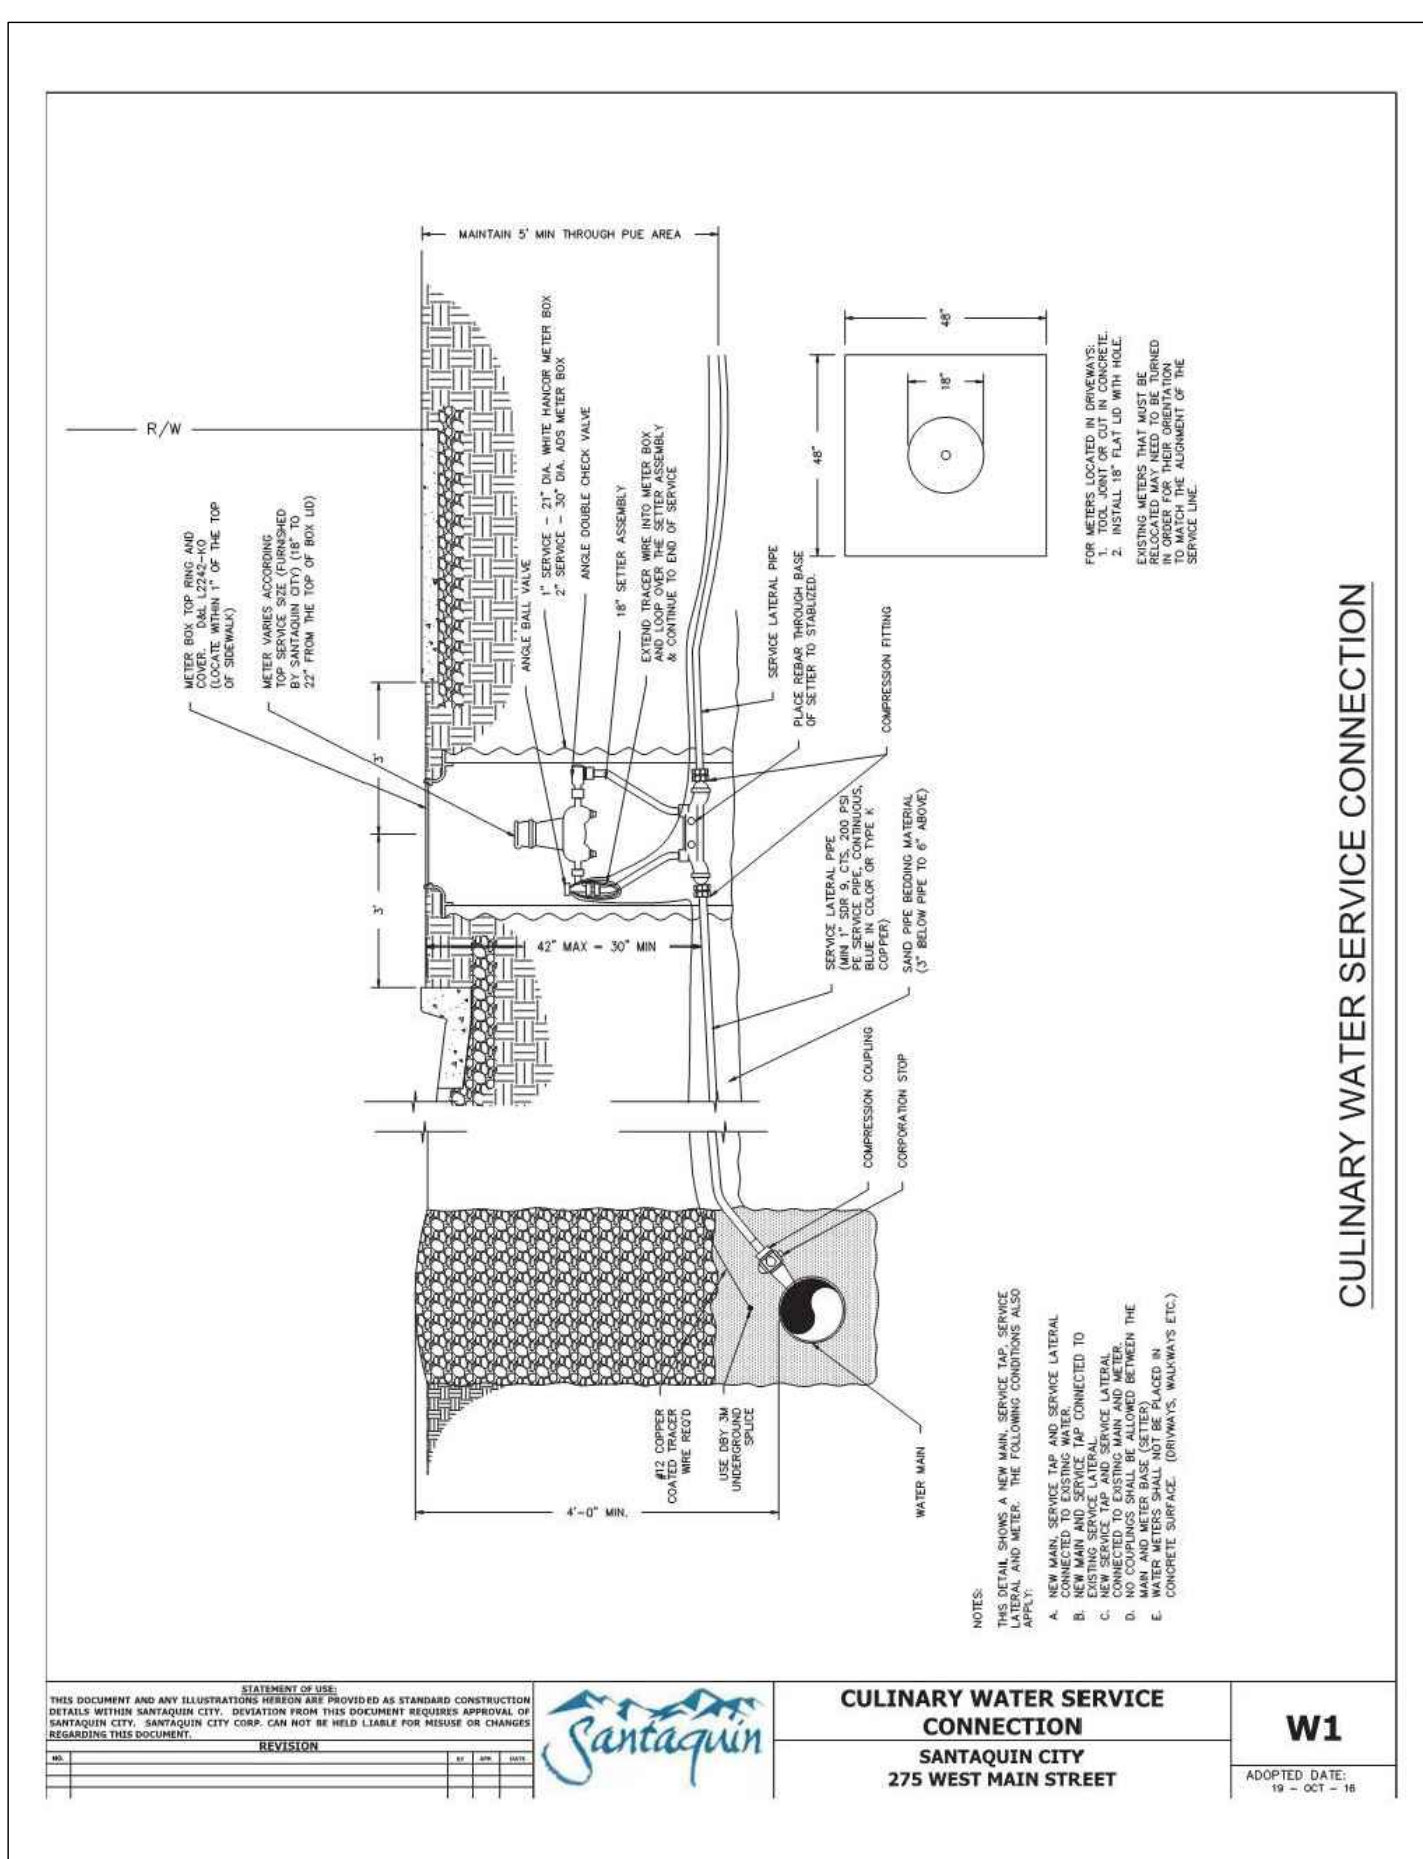 R/W
METER BOX TOP RING AND
COVER. D&L L2242-KO
(LOCATE WITHIN 1" OF THE TOP
OF SIDEWALK)
METER VARIES ACCORDING
TOP SERVICE SIZE (FURNISHED
BY SANTAQUIN CITY) (18" TO
22" FROM THE TOP OF BOX LID)
MAINTAIN 5' MIN THROUGH PUE AREA
3'
3'
ANGLE BALL VALVE
1" SERVICE - 21" DIA. WHITE HANCOR METER BOX
2" SERVICE - 30" DIA. ADS METER BOX
ANGLE DOUBLE CHECK VALVE
18" SETTER ASSEMBLY
EXTEND TRACER WIRE INTO METER BOX
AND LOOP OVER THE SETTER ASSEMBLY
& CONTINUE TO END OF SERVICE
42" MAX - 30" MIN
SERVICE LATERAL PIPE
PLACE REBAR THROUGH BASE
OF SETTER TO STABLIZED.
COMPRESSION FITTING
SERVICE LATERAL PIPE
(MIN 1" SDR 9, CTS, 200 PSI
PE SERVICE PIPE, CONTINUOUS,
BLUE IN COLOR OR TYPE K
COPPER)
SAND PIPE BEDDING MATERIAL
(3" BELOW PIPE TO 6" ABOVE)
COMPRESSION COUPLING
CORPORATION STOP
#12 COPPER
COATED TRACER
WIRE REQ'D
USE DBY 3M
UNDERGROUND
SPLICE
4'-0" MIN.
WATER MAIN
48"
48"
18"
FOR METERS LOCATED IN DRIVEWAYS:
1. TOOL JOINT OR CUT IN CONCRETE.
2. INSTALL 18" FLAT LID WITH HOLE.
EXISTING METERS THAT MUST BE
RELOCATED MAY NEED TO BE TURNED
IN ORDER FOR THEIR ORIENTATION
TO MATCH THE ALIGNMENT OF THE
SERVICE LINE.
NOTES:
THIS DETAIL SHOWS A NEW MAIN, SERVICE TAP, SERVICE
LATERAL AND METER. THE FOLLOWING CONDITIONS ALSO
APPLY:
A. NEW MAIN, SERVICE TAP AND SERVICE LATERAL
CONNECTED TO EXISTING WATER.
B. NEW MAIN AND SERVICE TAP CONNECTED TO
EXISTING SERVICE LATERAL.
C. NEW SERVICE TAP AND SERVICE LATERAL
CONNECTED TO EXISTING MAIN AND METER.
D. NO COUPLINGS SHALL BE ALLOWED BETWEEN THE
MAIN AND METER BASE (SETTER)
E. WATER METERS SHALL NOT BE PLACED IN
CONCRETE SURFACE. (DRIVWAYS, WALKWAYS ETC.)
CULINARY WATER SERVICE CONNECTION
STATEMENT OF USE:
THIS DOCUMENT AND ANY ILLUSTRATIONS HEREON ARE PROVIDED AS STANDARD CONSTRUCTION
DETAILS WITHIN SANTAQUIN CITY. DEVIATION FROM THIS DOCUMENT REQUIRES APPROVAL OF
SANTAQUIN CITY. SANTAQUIN CITY CORP. CAN NOT BE HELD LIABLE FOR MISUSE OR CHANGES
REGARDING THIS DOCUMENT.
REVISION
NO. BY APR DATE
Santaquin
CULINARY WATER SERVICE
CONNECTION
SANTAQUIN CITY
275 WEST MAIN STREET
W1
ADOPTED DATE:
19 - OCT - 16